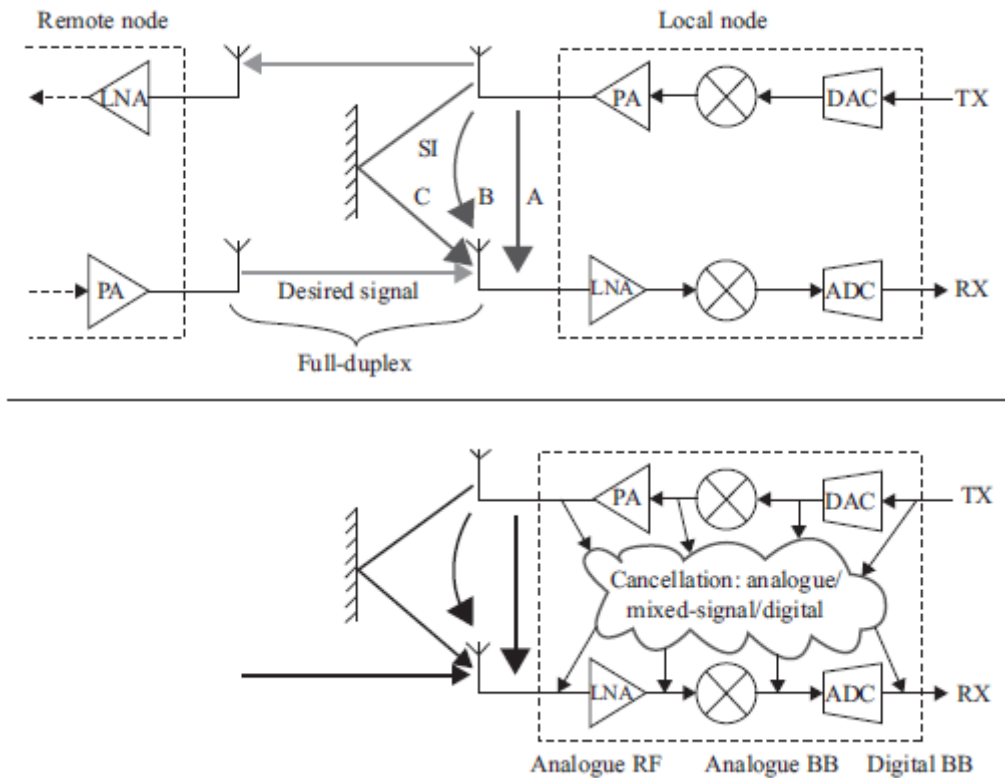 Remote node
Local node
LNA
PA
DAC
TX
SI
C
B
A
PA
Desired signal
LNA
ADC
RX
Full-duplex
PA
DAC
TX
Cancellation: analogue/
mixed-signal/digital
LNA
ADC
RX
Analogue RF
Analogue BB
Digital BB